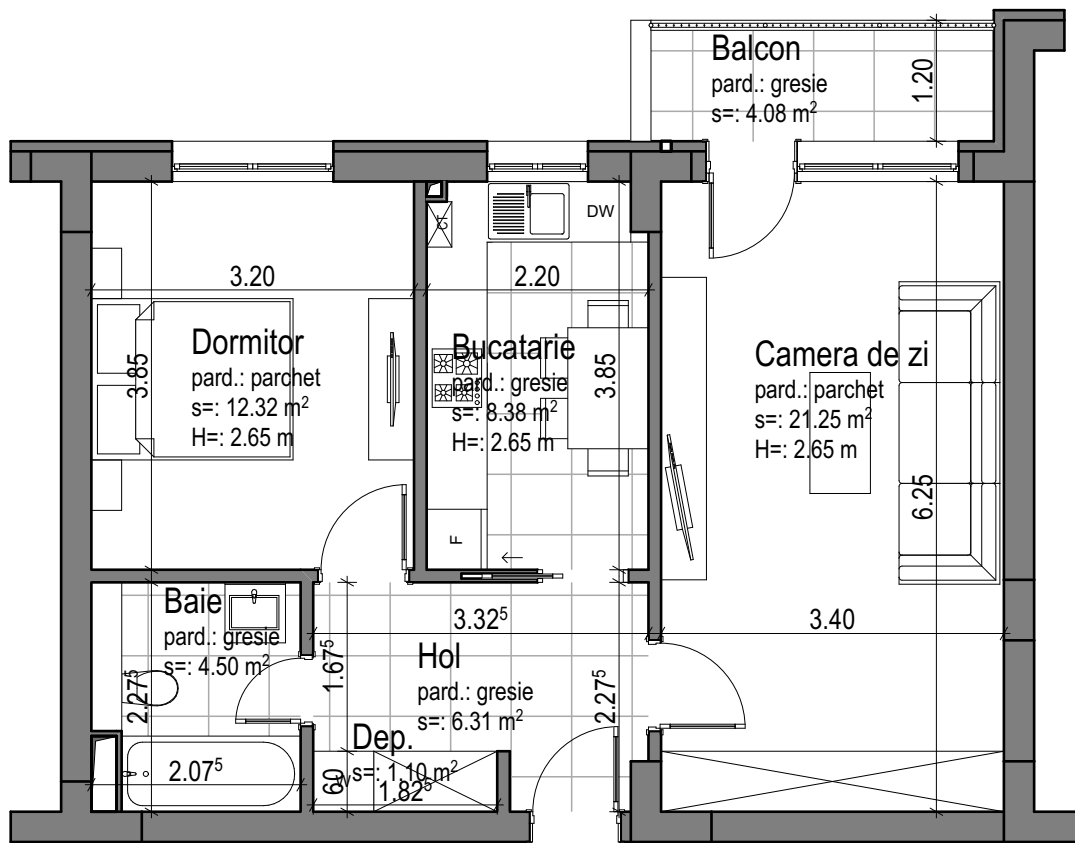 Balcon
pard.: gresie
s=: 4.08 m²
1.20
CT
DW
3.20
2.20
Dormitor
pard.: parchet
s=: 12.32 m²
H=: 2.65 m
3.85
Bucatarie
pard.: gresie
s=: 8.38 m²
H=: 2.65 m
3.85
Camera de zi
pard.: parchet
s=: 21.25 m²
H=: 2.65 m
6.25
F
Baie
pard.: gresie
s=: 4.50 m²
2.27⁵
3.32⁵
3.40
1.67⁵
Hol
pard.: gresie
s=: 6.31 m²
2.27⁵
Dep.
s=: 1.10 m²
2.07⁵
60
1.82⁵